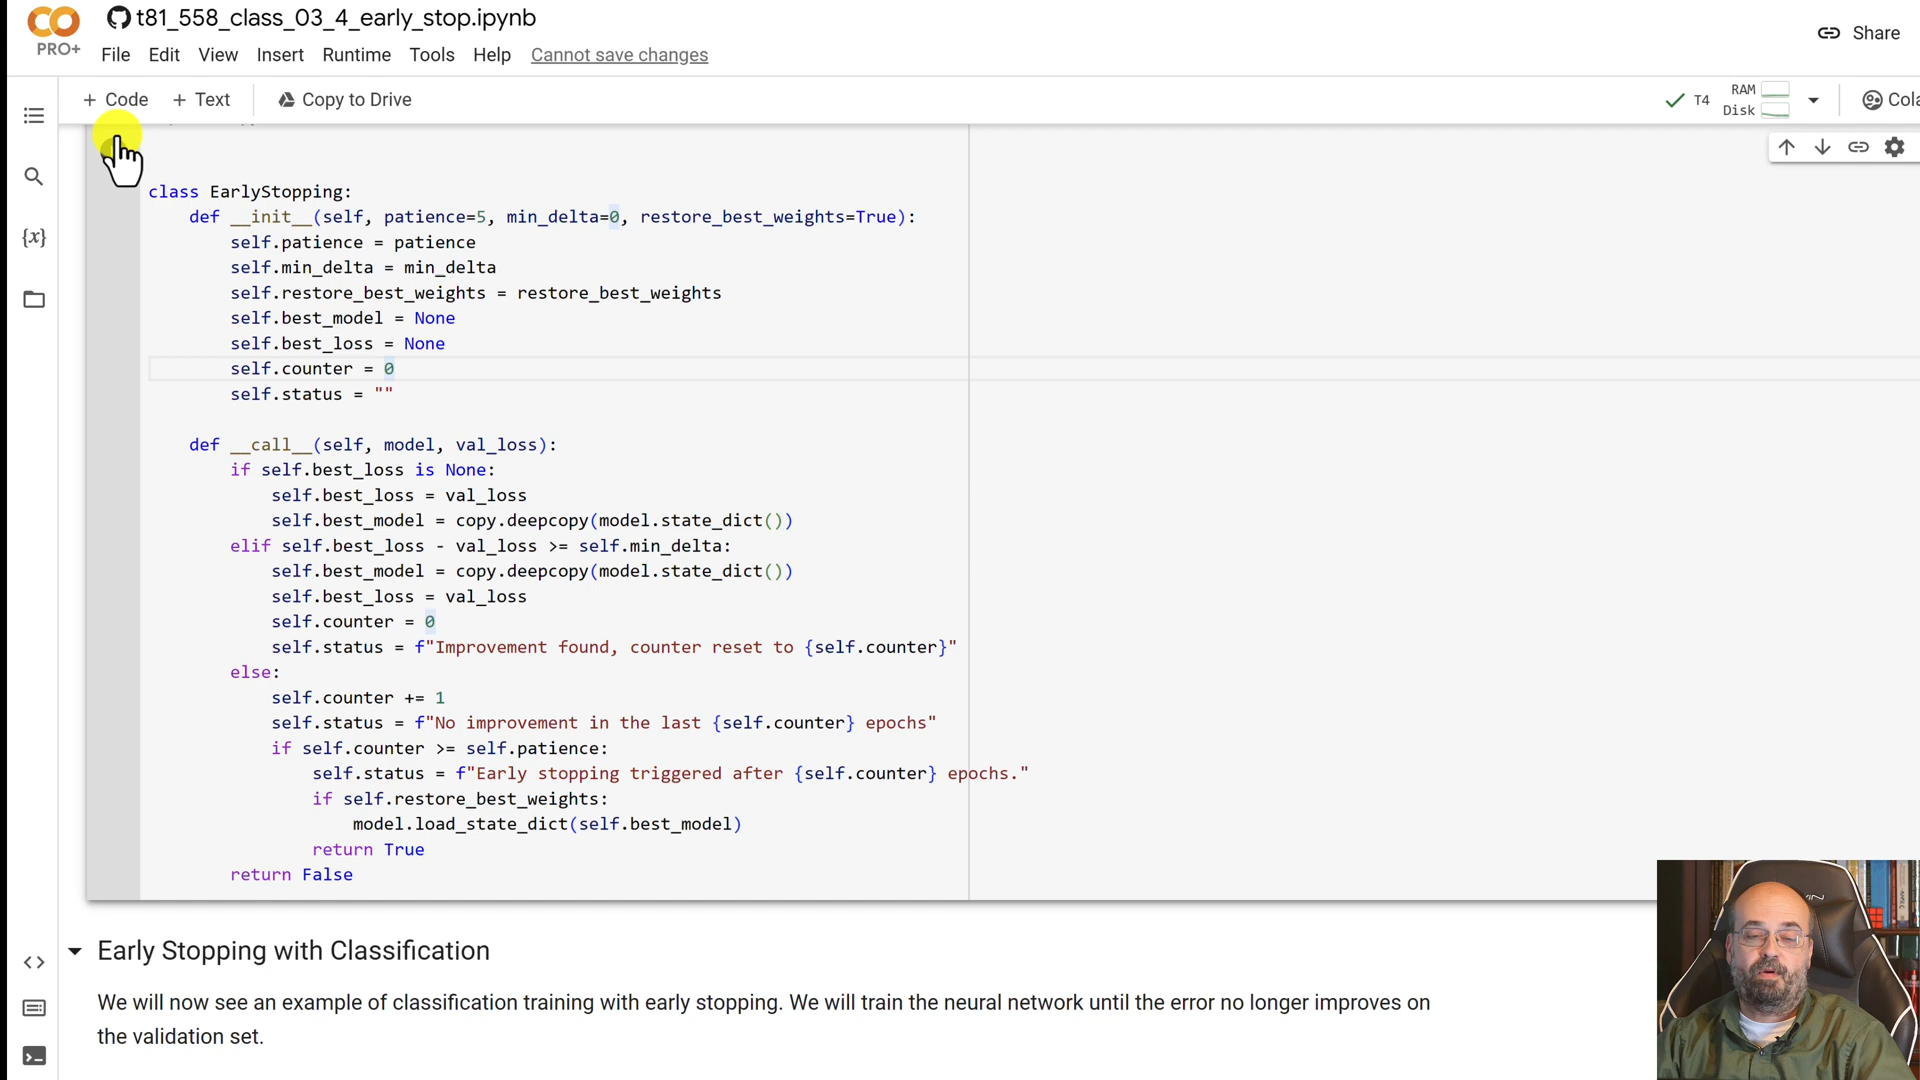 CO
PRO+
t81_558_class_03_4_early_stop.ipynb
Share
File Edit View Insert Runtime Tools Help Cannot save changes
+ Code + Text Copy to Drive
T4 RAM Disk
Cola
class EarlyStopping:
def __init__(self, patience=5, min_delta=0, restore_best_weights=True):
self.patience = patience
self.min_delta = min_delta
self.restore_best_weights = restore_best_weights
self.best_model = None
self.best_loss = None
self.counter = 0
self.status = ""
def __call__(self, model, val_loss):
if self.best_loss is None:
self.best_loss = val_loss
self.best_model = copy.deepcopy(model.state_dict())
elif self.best_loss - val_loss >= self.min_delta:
self.best_model = copy.deepcopy(model.state_dict())
self.best_loss = val_loss
self.counter = 0
self.status = f"Improvement found, counter reset to {self.counter}"
else:
self.counter += 1
self.status = f"No improvement in the last {self.counter} epochs"
if self.counter >= self.patience:
self.status = f"Early stopping triggered after {self.counter} epochs."
if self.restore_best_weights:
model.load_state_dict(self.best_model)
return True
return False
Early Stopping with Classification
We will now see an example of classification training with early stopping. We will train the neural network until the error no longer improves on
the validation set.